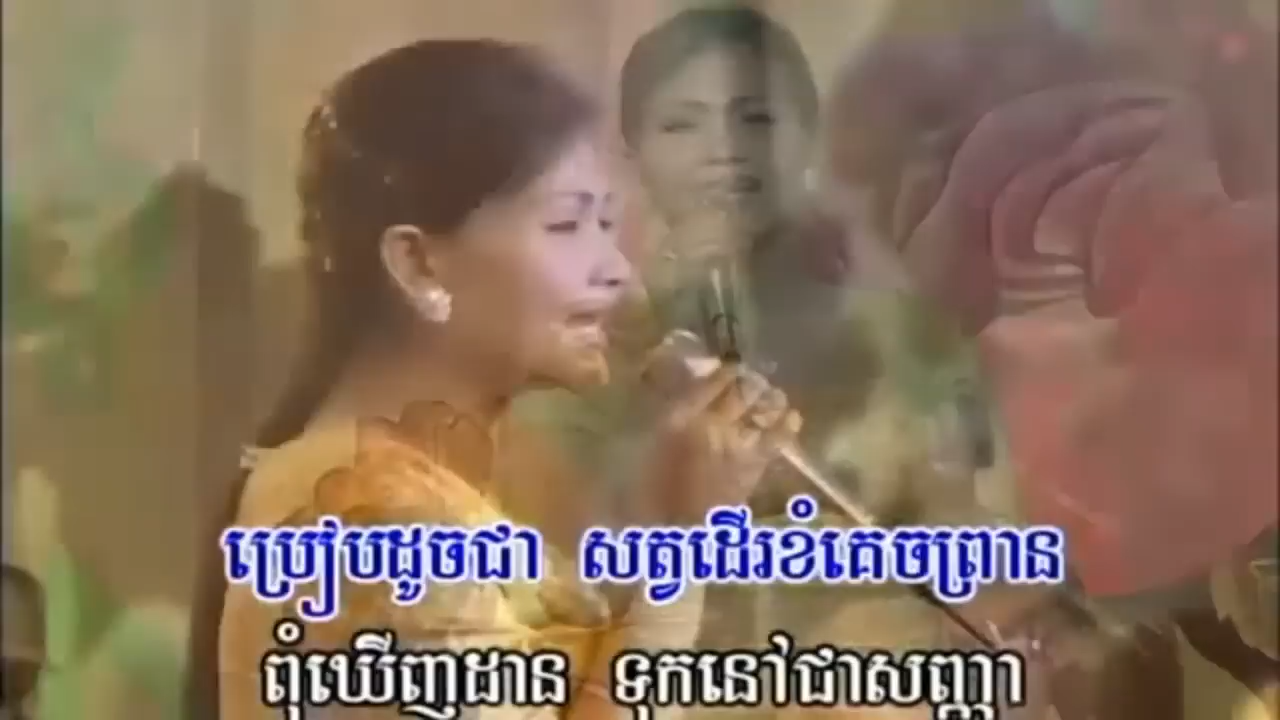 ប្រៀបដូចជា សត្វដើរខំគេចព្រាន
ពុំឃើញដាន ទុកនៅជាសញ្ញា